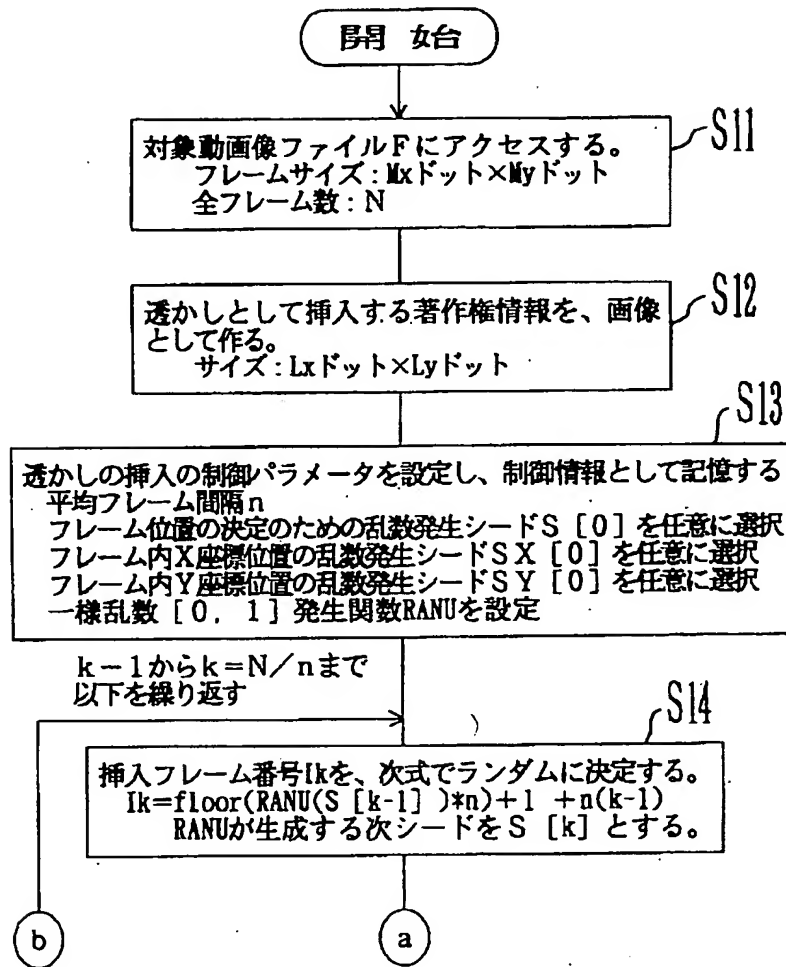 開 始
S11
対象動画像ファイルFにアクセスする。
フレームサイズ：Mxドット×Myドット
全フレーム数：N
S12
透かしとして挿入する著作権情報を、画像
として作る。
サイズ：Lxドット×Lyドット
S13
透かしの挿入の制御パラメータを設定し、制御情報として記憶する
平均フレーム間隔n
フレーム位置の決定のための乱数発生シードS [0] を任意に選択
フレーム内X座標位置の乱数発生シードSX [0] を任意に選択
フレーム内Y座標位置の乱数発生シードSY [0] を任意に選択
一様乱数 [0, 1] 発生関数RANUを設定
k-1からk=N/nまで
以下を繰り返す
S14
挿入フレーム番号Ikを、次式でランダムに決定する。
Ik=floor(RANU(S [k-1] )*n)+1 +n(k-1)
RANUが生成する次シードをS [k] とする。
b
a